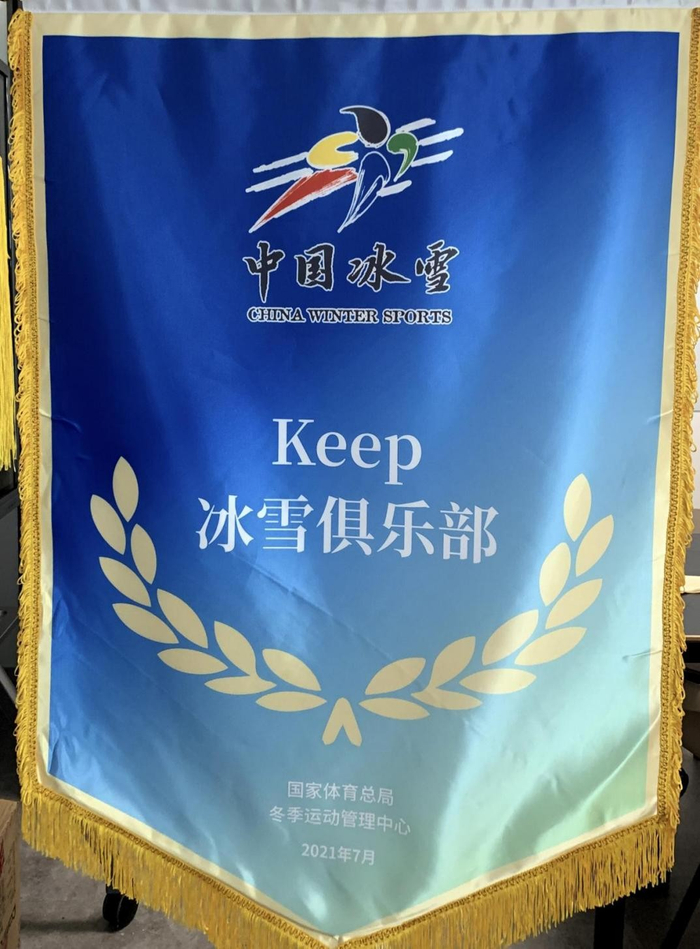 中国冰雪
CHINA WINTER SPORTS
Keep
冰雪俱乐部
国家体育总局
冬季运动管理中心
2021年7月